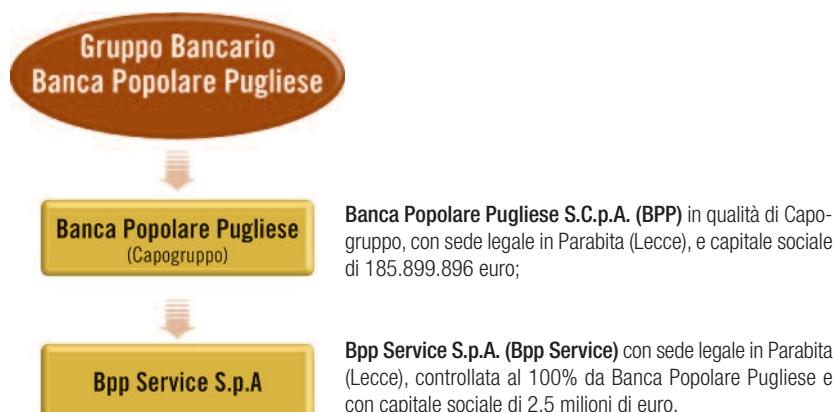 Gruppo Bancario
Banca Popolare Pugliese
Banca Popolare Pugliese
(Capogruppo)
Banca Popolare Pugliese S.C.p.A. (BPP) in qualità di Capo-
gruppo, con sede legale in Parabita (Lecce), e capitale sociale
di 185.899.896 euro;
Bpp Service S.p.A
Bpp Service S.p.A. (Bpp Service) con sede legale in Parabita
(Lecce), controllata al 100% da Banca Popolare Pugliese e
con capitale sociale di 2,5 milioni di euro.